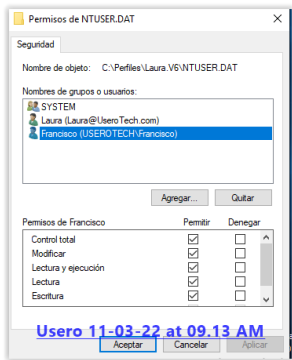 Permisos de NTUSER.DAT
Seguridad
Nombre de objeto: C:\Perfiles\Laura.V6\NTUSER.DAT
Nombres de grupos o usuarios:
SYSTEM
Laura (Laura@UseroTech.com)
Francisco (USEROTECH\Francisco)
Agregar... Quitar
Permisos de Francisco Permitir Denegar
Control total
Modificar
Lectura y ejecución
Lectura
Escritura
Usero 11-03-22 at 09.13 AM
Aceptar Cancelar Aplicar